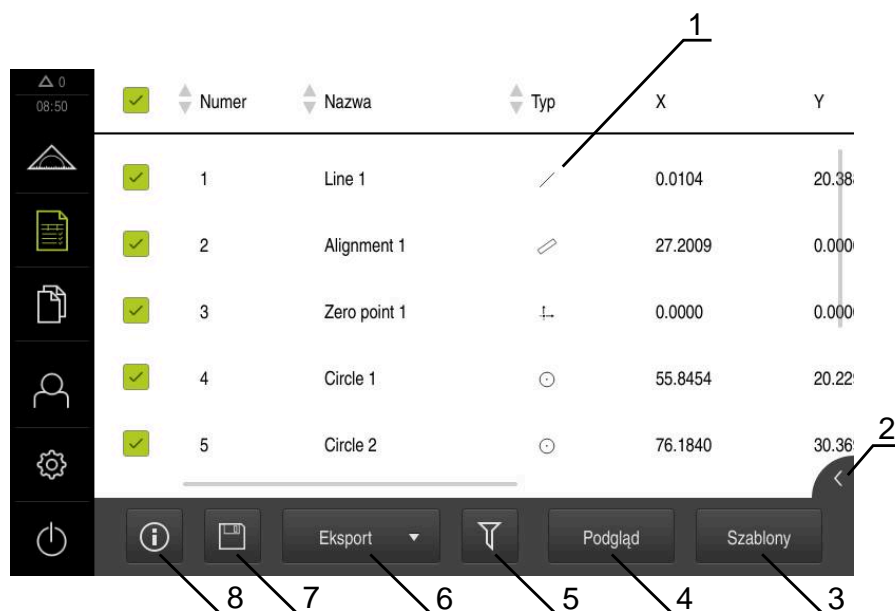 1
0
08:50
Numer Nazwa Typ X Y
1 Line 1 0.0104 20.38
2 Alignment 1 27.2009 0.000
3 Zero point 1 0.0000 0.000
4 Circle 1 55.8454 20.22
5 Circle 2 76.1840 30.36
2
Eksport Podgląd Szablony
8 7 6 5 4 3